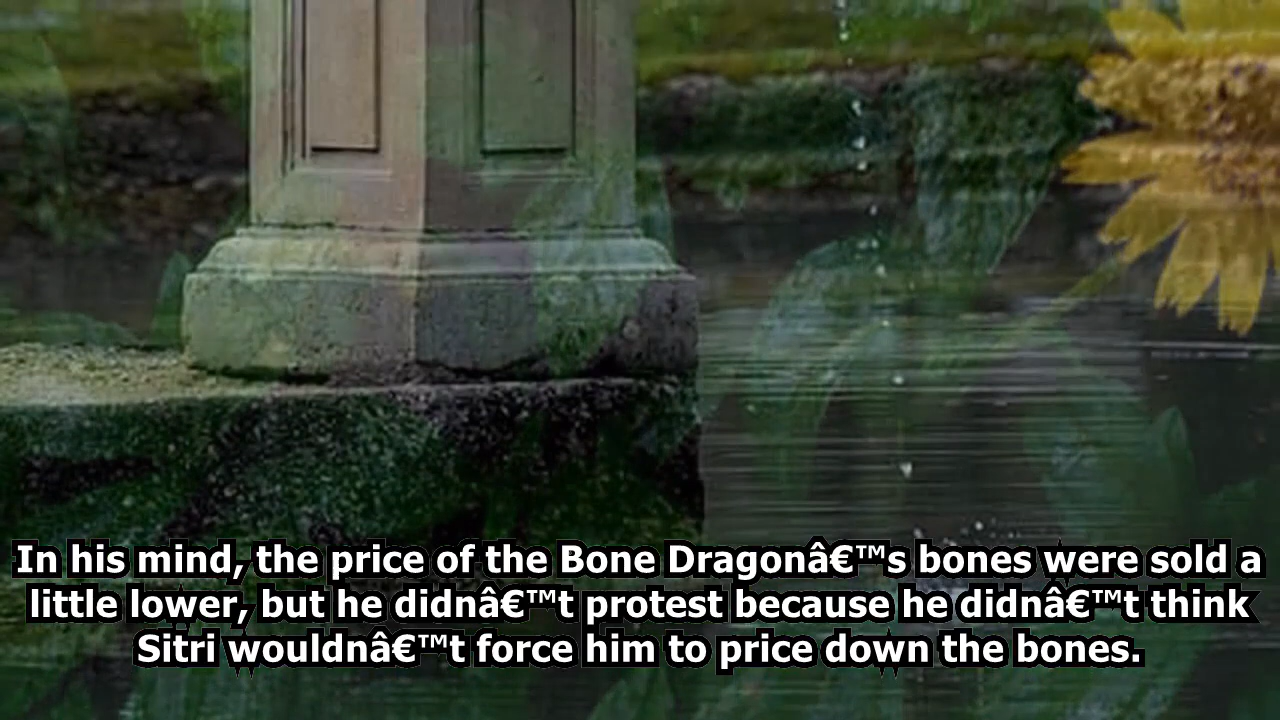 In his mind, the price of the Bone Dragonâ€™s bones were sold a
little lower, but he didnâ€™t protest because he didnâ€™t think
Sitri wouldnâ€™t force him to price down the bones.